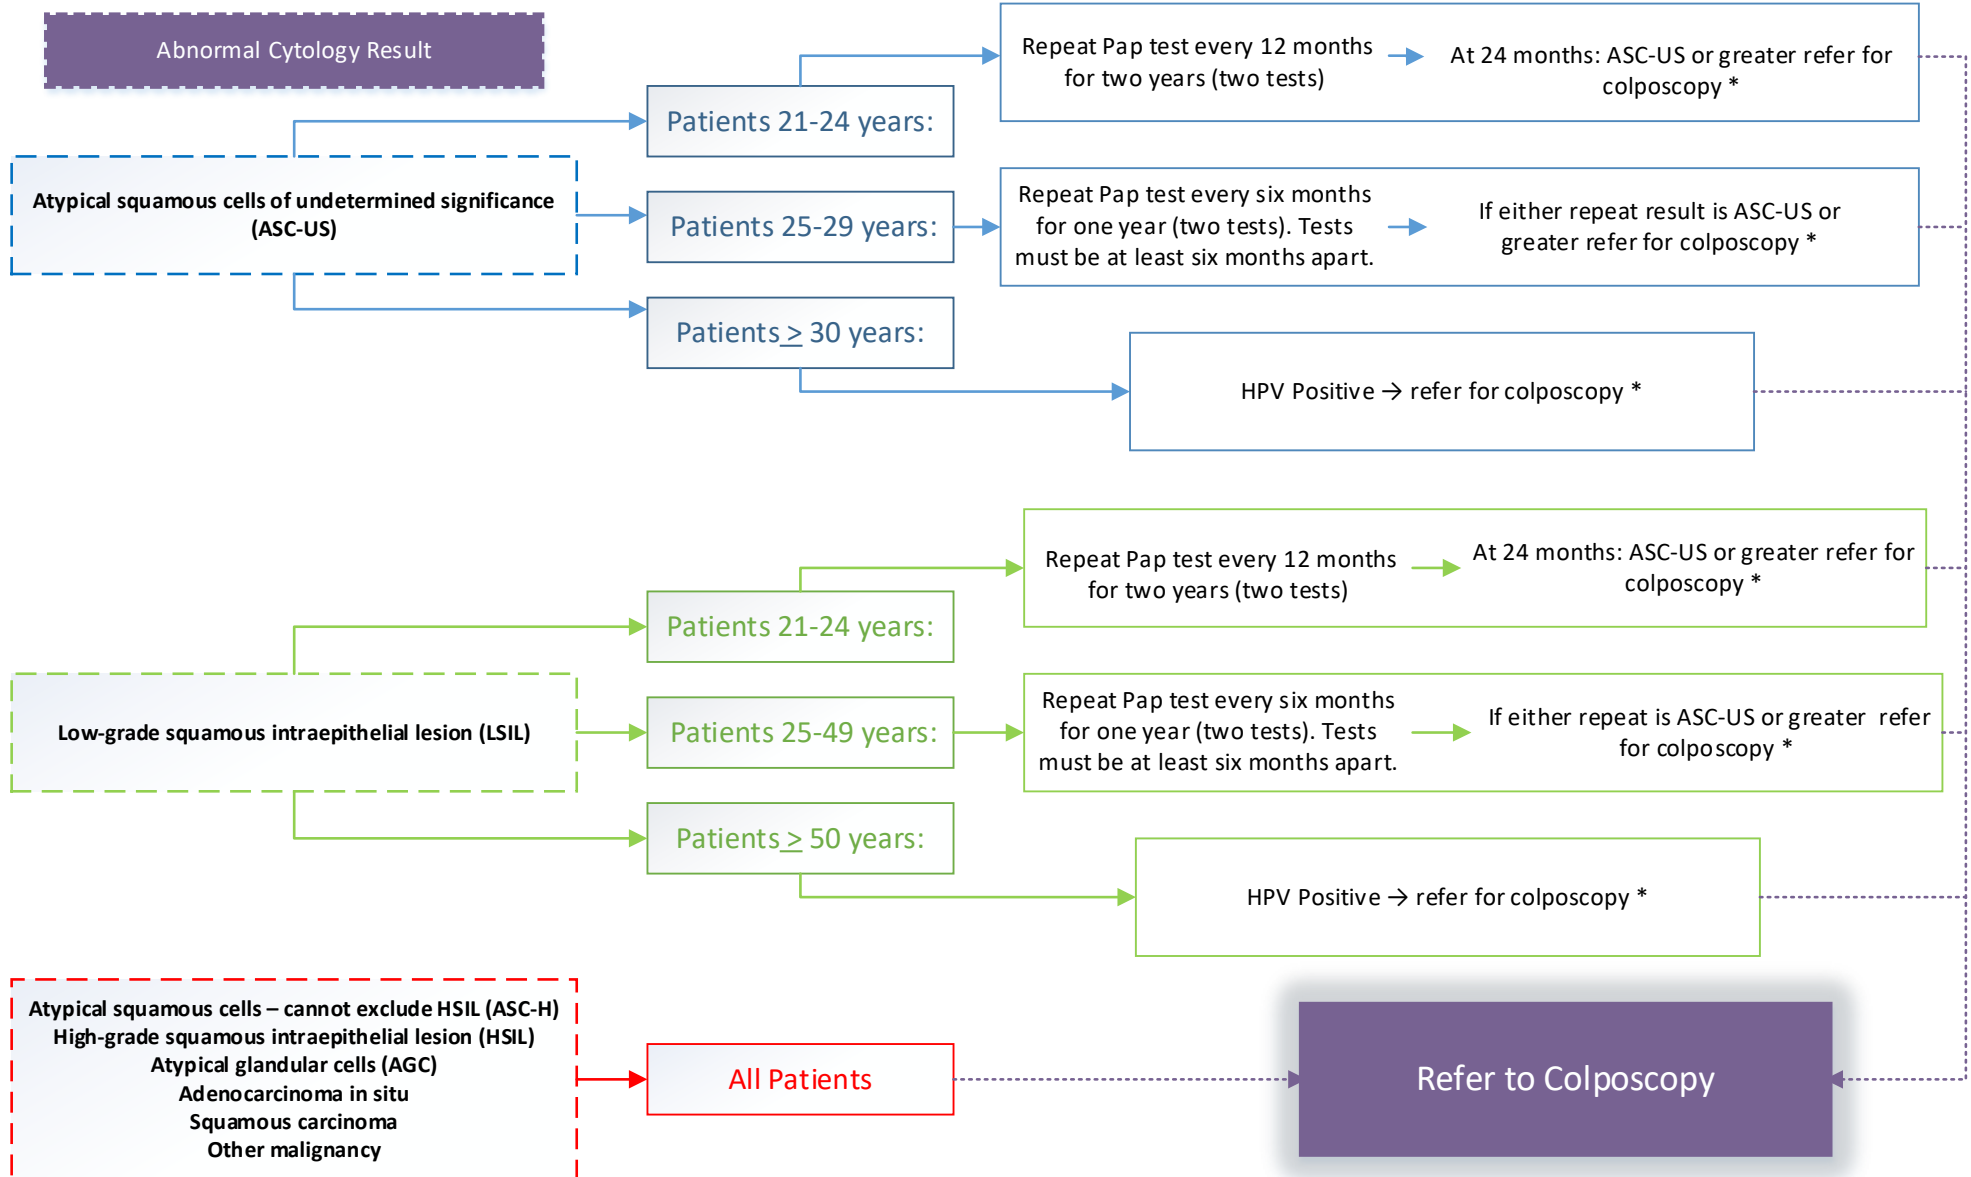 Abnormal Cytology Result
Atypical squamous cells of undetermined significance
(ASC-US)
Patients 21-24 years:
Repeat Pap test every 12 months
for two years (two tests)
At 24 months: ASC-US or greater refer for
colposcopy *
Patients 25-29 years:
Repeat Pap test every six months
for one year (two tests). Tests
must be at least six months apart.
If either repeat result is ASC-US or
greater refer for colposcopy *
Patients ≥ 30 years:
HPV Positive → refer for colposcopy *
Low-grade squamous intraepithelial lesion (LSIL)
Patients 21-24 years:
Repeat Pap test every 12 months
for two years (two tests)
At 24 months: ASC-US or greater refer for
colposcopy *
Patients 25-49 years:
Repeat Pap test every six months
for one year (two tests). Tests
must be at least six months apart.
If either repeat is ASC-US or greater refer
for colposcopy *
Patients ≥ 50 years:
HPV Positive → refer for colposcopy *
Atypical squamous cells – cannot exclude HSIL (ASC-H)
High-grade squamous intraepithelial lesion (HSIL)
Atypical glandular cells (AGC)
Adenocarcinoma in situ
Squamous carcinoma
Other malignancy
All Patients
Refer to Colposcopy